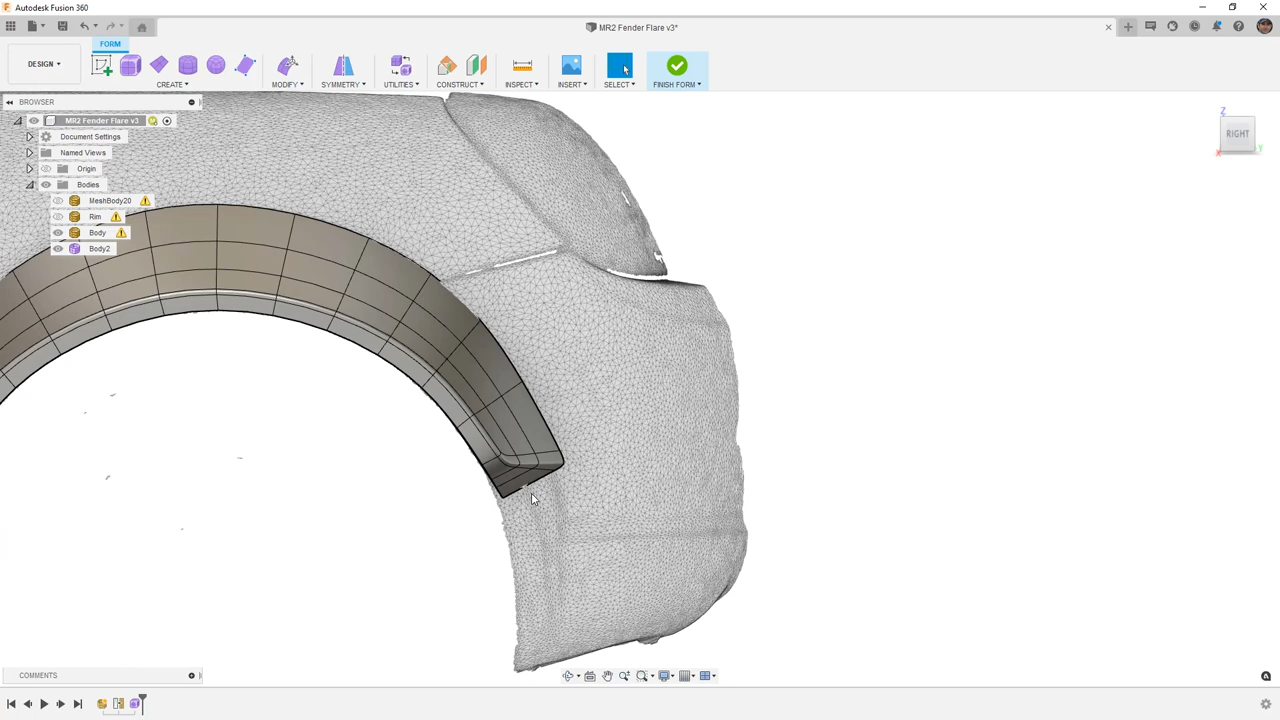 Autodesk Fusion 360
MR2 Fender Flare v3*
FORM
DESIGN
CREATE
MODIFY
SYMMETRY
UTILITIES
CONSTRUCT
INSPECT
INSERT
SELECT
FINISH FORM
BROWSER
MR2 Fender Flare v3
Document Settings
Named Views
Origin
Bodies
MeshBody20
Rim
Body
Body2
Z
RIGHT
X
Y
COMMENTS